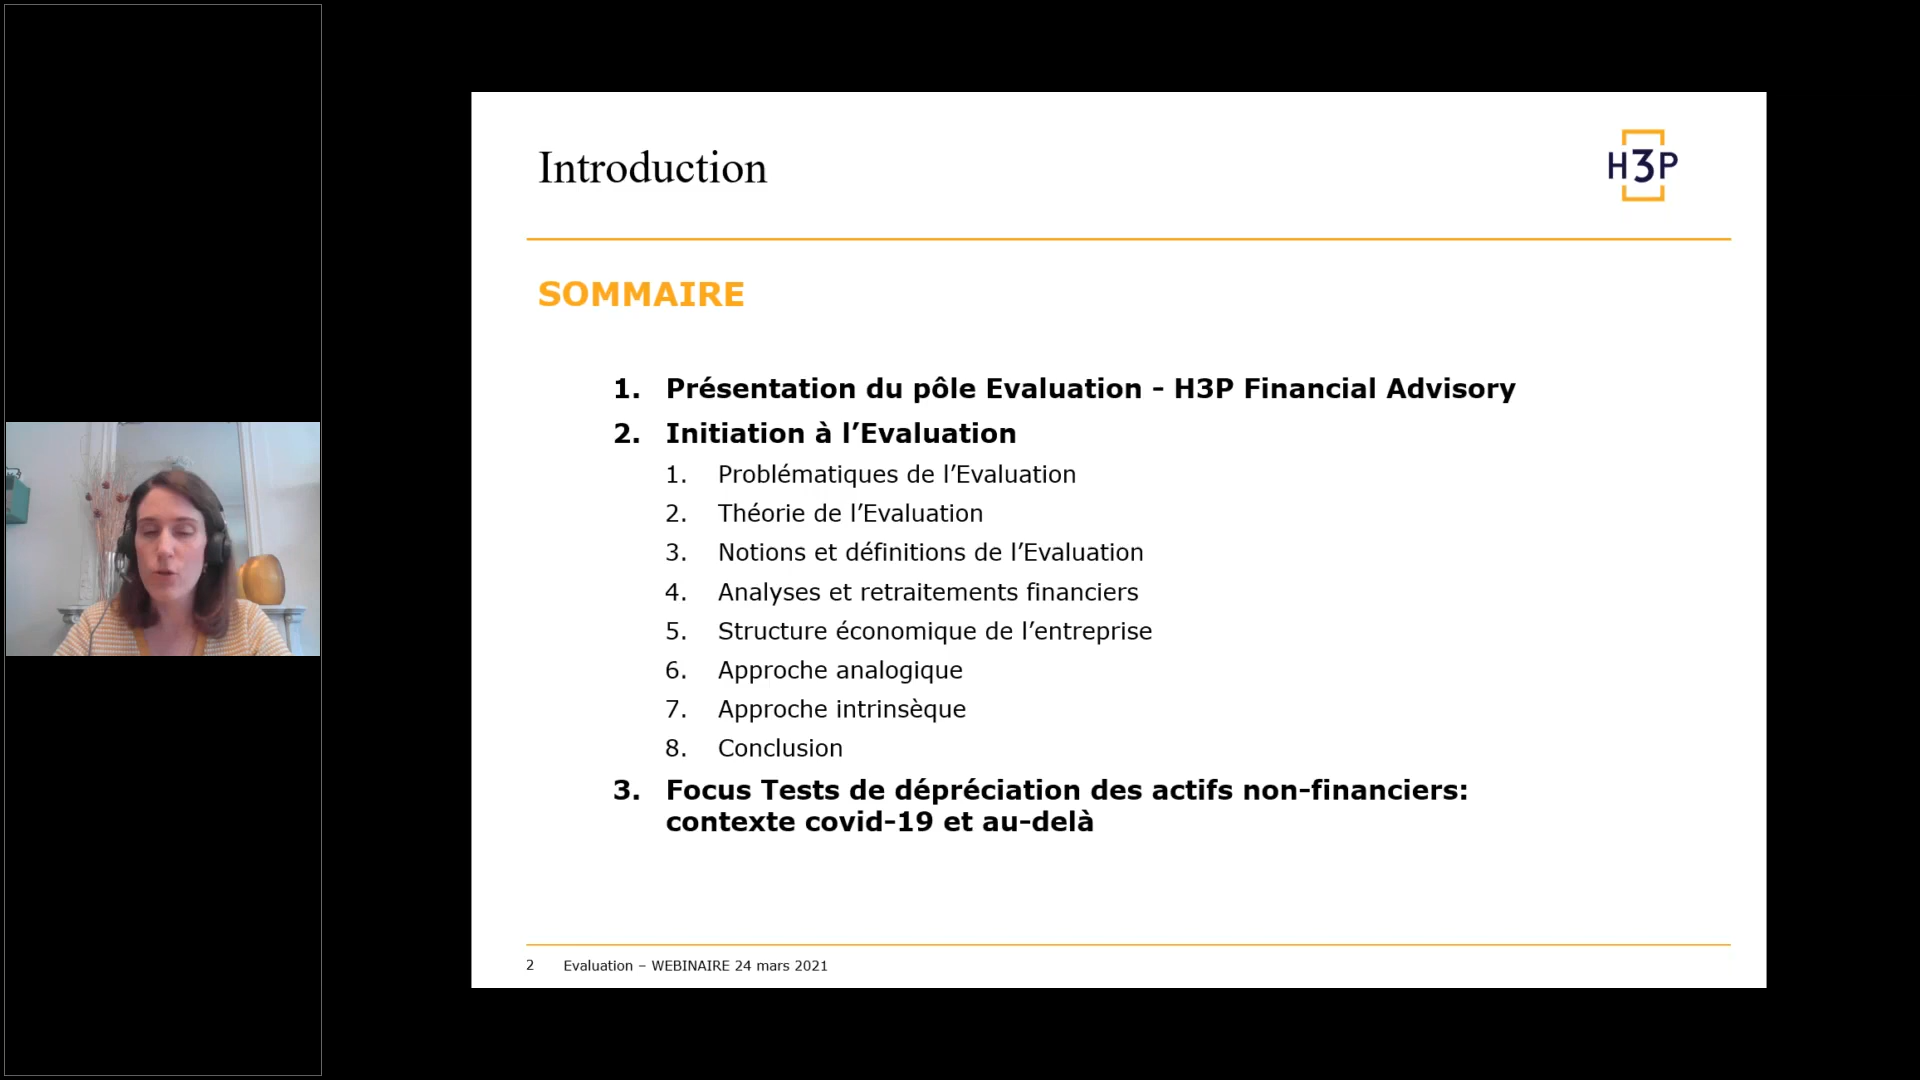 Introduction
H3P
SOMMAIRE
1. Présentation du pôle Evaluation - H3P Financial Advisory
2. Initiation à l’Evaluation
1. Problématiques de l’Evaluation
2. Théorie de l’Evaluation
3. Notions et définitions de l’Evaluation
4. Analyses et retraitements financiers
5. Structure économique de l’entreprise
6. Approche analogique
7. Approche intrinsèque
8. Conclusion
3. Focus Tests de dépréciation des actifs non-financiers:
contexte covid-19 et au-delà
2 Evaluation – WEBINAIRE 24 mars 2021